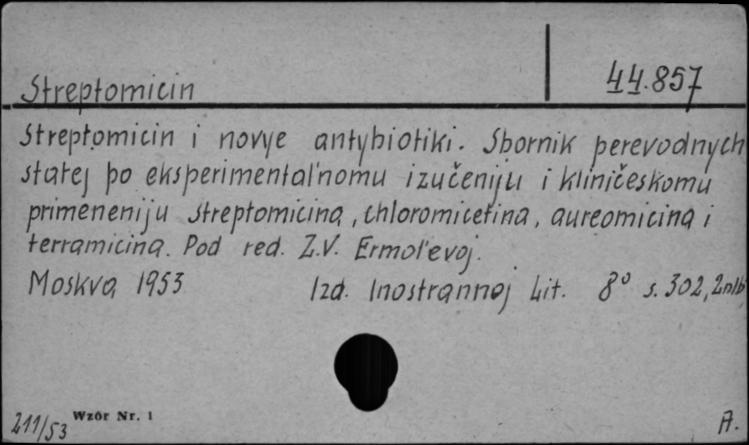 Streptomicin 44.857
Streptomicin i novye antybiotiki. Sbornik perevodnych
statej po eksperimental'nomu izučeniju i kliničeskomu
primeneniju streptomicina, chloromicetina, aureomicina i
terramicina. Pod red. Z.V. Ermol'evoj.
Moskva 1953 Izd. Inostrannoj Lit. 8° s. 302, 2nlb
211/53 Wzór Nr. 1 A.